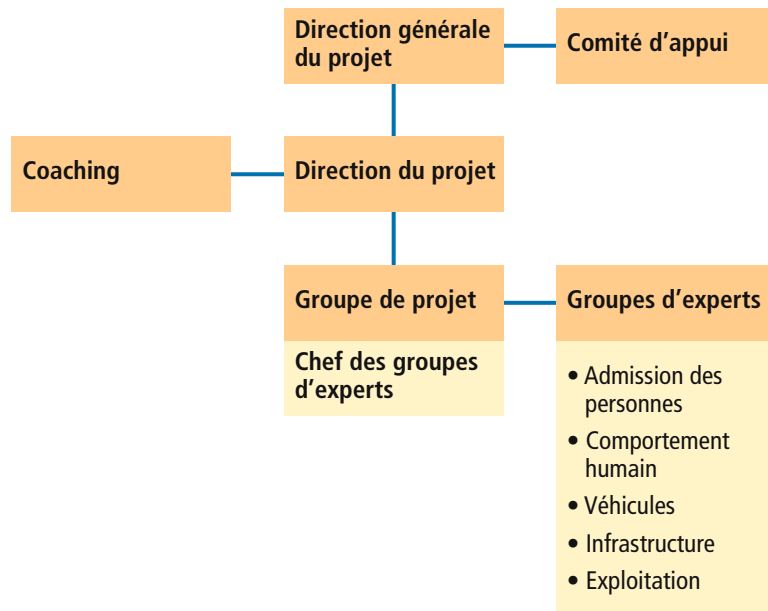 Direction générale
du projet
Comité d'appui
Coaching
Direction du projet
Groupe de projet
Chef des groupes
d'experts
Groupes d'experts
• Admission des
personnes
• Comportement
humain
• Véhicules
• Infrastructure
• Exploitation